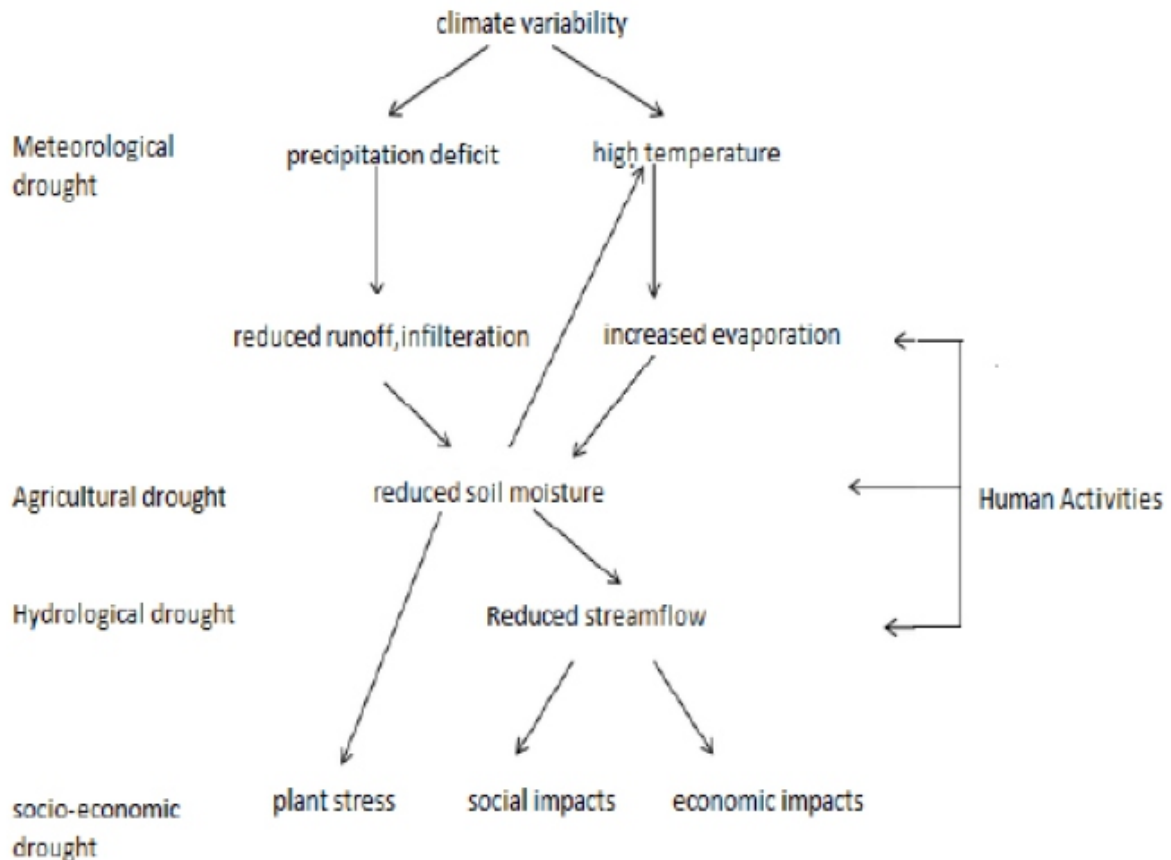 climate variability
Meteorological
drought
precipitation deficit
high temperature
reduced runoff,infilteration
increased evaporation
Agricultural drought
reduced soil moisture
Human Activities
Hydrological drought
Reduced streamflow
socio-economic
drought
plant stress
social impacts
economic impacts